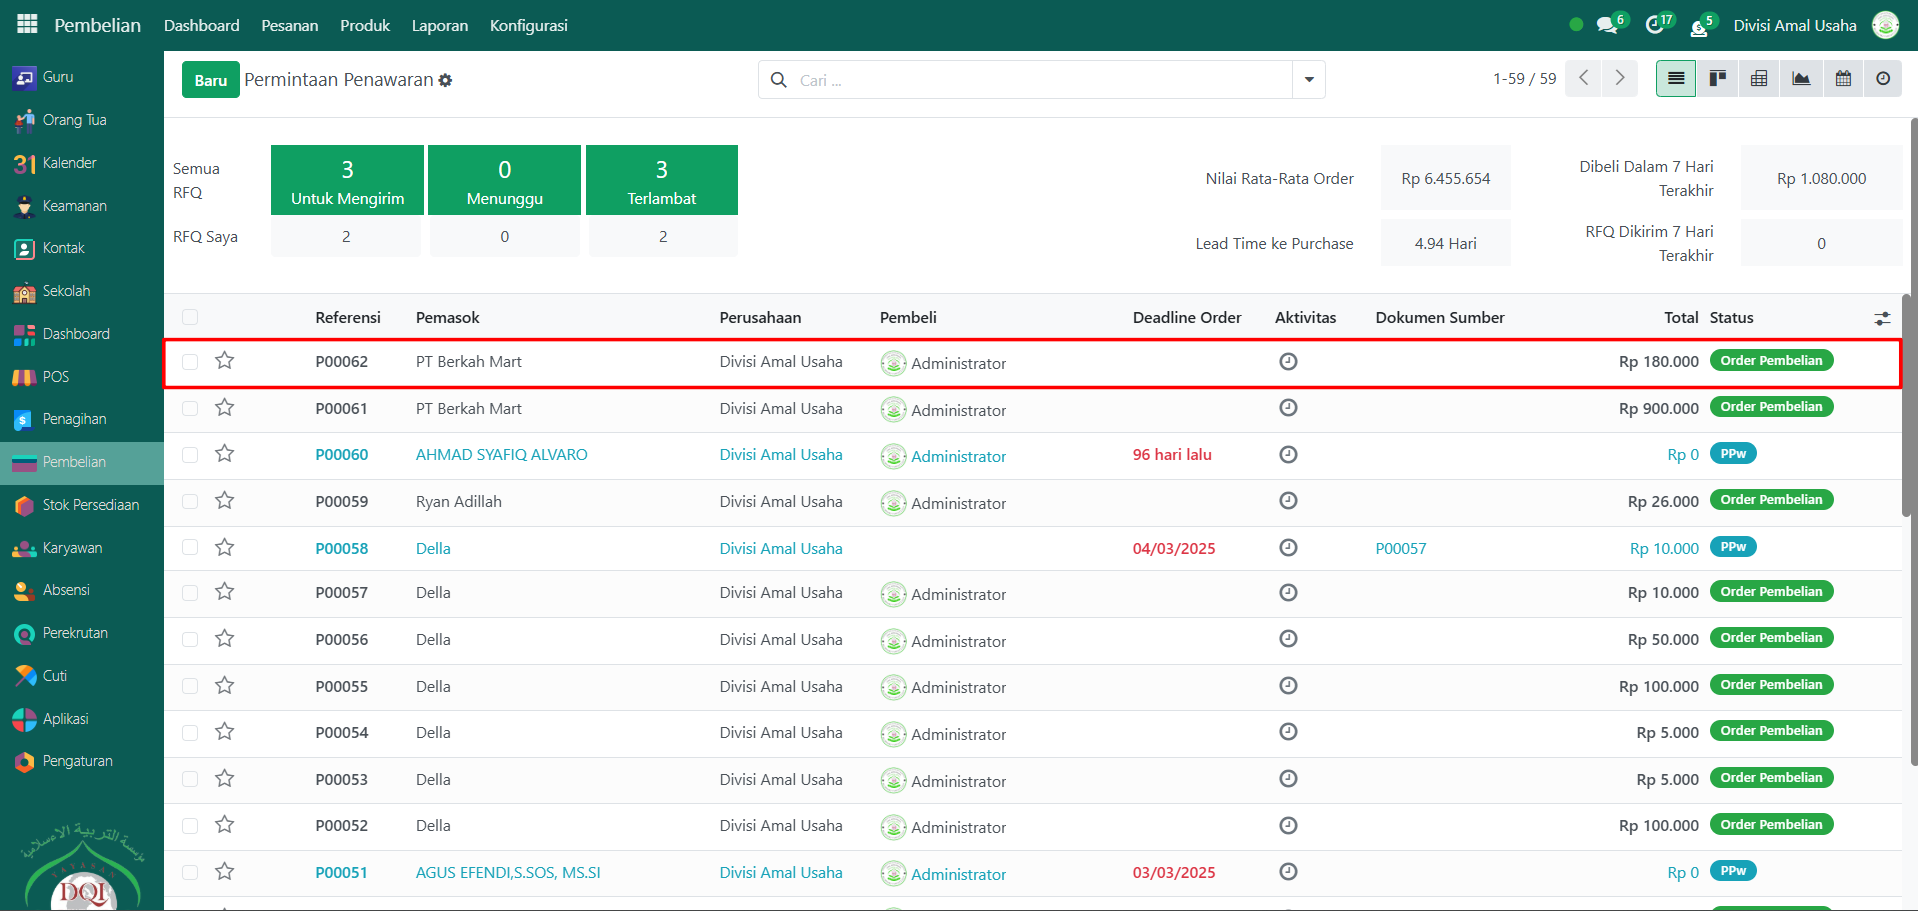 Pembelian Dashboard Pesanan Produk Laporan Konfigurasi 6 17 5 Divisi Amal Usaha
Guru
Orang Tua
31 Kalender
Keamanan
Kontak
Sekolah
Dashboard
POS
Penagihan
Pembelian
Stok Persediaan
Karyawan
Absensi
Perekrutan
Cuti
Aplikasi
Pengaturan
مؤسسة التربية الإسلامية
YAYASAN
DQI
Baru Permintaan Penawaran Cari ... 1-59 / 59
Semua RFQ
3 Untuk Mengirim
0 Menunggu
3 Terlambat
RFQ Saya 2 0 2
Nilai Rata-Rata Order Rp 6.455.654
Dibeli Dalam 7 Hari Terakhir Rp 1.080.000
Lead Time ke Purchase 4.94 Hari
RFQ Dikirim 7 Hari Terakhir 0
Referensi Pemasok Perusahaan Pembeli Deadline Order Aktivitas Dokumen Sumber Total Status
P00062 PT Berkah Mart Divisi Amal Usaha Administrator Rp 180.000 Order Pembelian
P00061 PT Berkah Mart Divisi Amal Usaha Administrator Rp 900.000 Order Pembelian
P00060 AHMAD SYAFIQ ALVARO Divisi Amal Usaha Administrator 96 hari lalu Rp 0 PPw
P00059 Ryan Adillah Divisi Amal Usaha Administrator Rp 26.000 Order Pembelian
P00058 Della Divisi Amal Usaha 04/03/2025 P00057 Rp 10.000 PPw
P00057 Della Divisi Amal Usaha Administrator Rp 10.000 Order Pembelian
P00056 Della Divisi Amal Usaha Administrator Rp 50.000 Order Pembelian
P00055 Della Divisi Amal Usaha Administrator Rp 100.000 Order Pembelian
P00054 Della Divisi Amal Usaha Administrator Rp 5.000 Order Pembelian
P00053 Della Divisi Amal Usaha Administrator Rp 5.000 Order Pembelian
P00052 Della Divisi Amal Usaha Administrator Rp 100.000 Order Pembelian
P00051 AGUS EFENDI,S.SOS, MS.SI Divisi Amal Usaha Administrator 03/03/2025 Rp 0 PPw